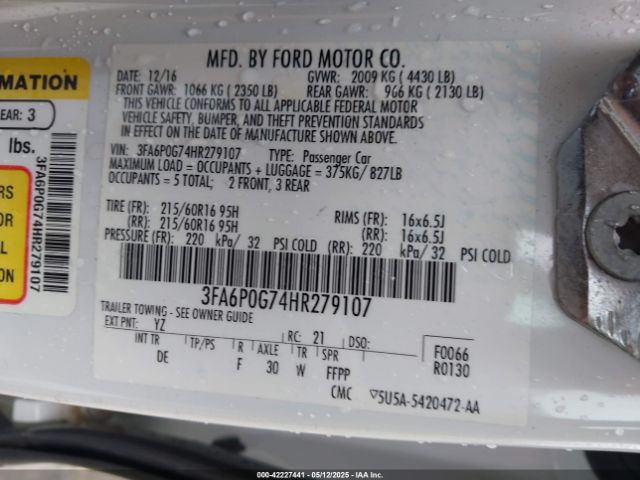 MFD. BY FORD MOTOR CO.
DATE: 12/16 GVWR: 2009 KG ( 4430 LB)
FRONT GAWR: 1066 KG ( 2350 LB) REAR GAWR: 966 KG ( 2130 LB)
THIS VEHICLE CONFORMS TO ALL APPLICABLE FEDERAL MOTOR
VEHICLE SAFETY, BUMPER, AND THEFT PREVENTION STANDARDS
IN EFFECT ON THE DATE OF MANUFACTURE SHOWN ABOVE.
VIN: 3FA6P0G74HR279107 TYPE: Passenger Car
MAXIMUM LOAD = OCCUPANTS + LUGGAGE = 375KG/ 827LB
OCCUPANTS = 5 TOTAL; 2 FRONT, 3 REAR
TIRE (FR): 215/60R16 95H RIMS (FR): 16x6.5J
(RR): 215/60R16 95H (RR): 16x6.5J
PRESSURE (FR): 220 kPa/ 32 PSI COLD (RR): 220 kPa/ 32 PSI COLD
3FA6P0G74HR279107
TRAILER TOWING - SEE OWNER GUIDE
EXT PNT: YZ RC: 21 DSO:
INT TR TP/PS R AXLE TR SPR F0066
DE F 30 W FFPP R0130
CMC ▽5U5A-5420472-AA
RMATION
EAR: 3
lbs.
RS
OR
AL
ION
3FA6P0G74HR279107
000-42227441 - 05/12/2025 - IAA Inc.